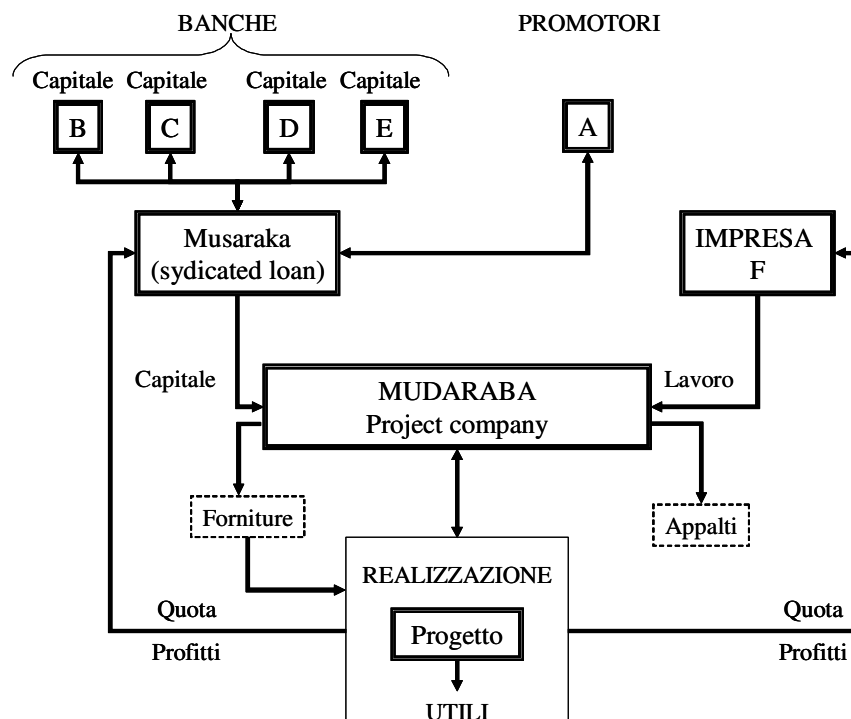 BANCHE
PROMOTORI
Capitale Capitale Capitale Capitale
B C D E A
Musaraka
(sydicated loan)
IMPRESA
F
Capitale
MUDARABA
Project company
Lavoro
Forniture
Appalti
REALIZZAZIONE
Quota
Profitti
Progetto
Quota
Profitti
UTILI